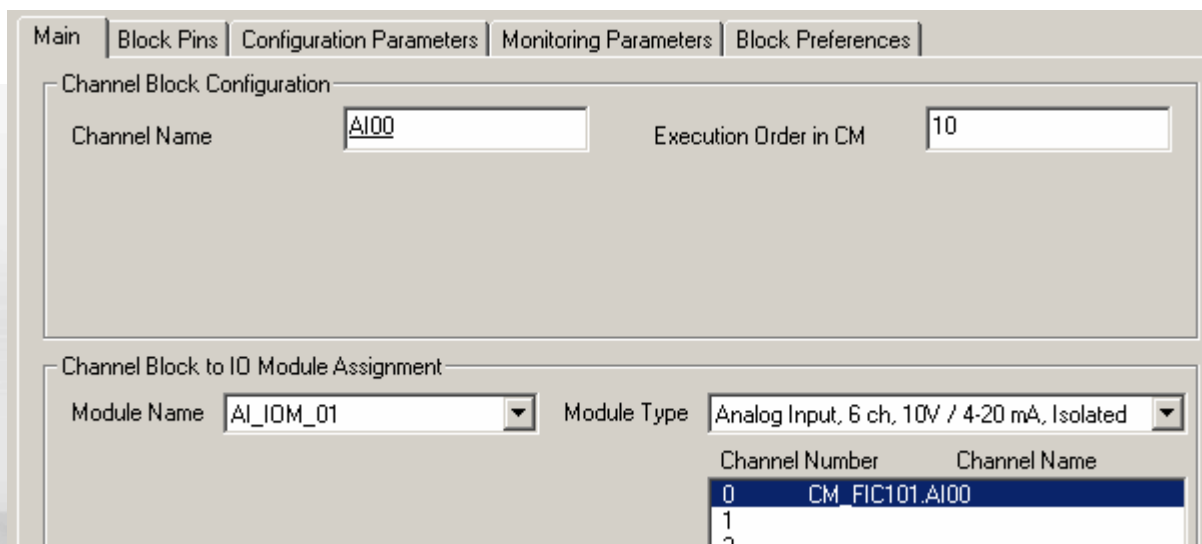 Main Block Pins Configuration Parameters Monitoring Parameters Block Preferences
Channel Block Configuration
Channel Name AI00 Execution Order in CM 10
Channel Block to IO Module Assignment
Module Name AI_IOM_01 Module Type Analog Input, 6 ch, 10V / 4-20 mA, Isolated
Channel Number Channel Name
0 CM_FIC101.AI00
1